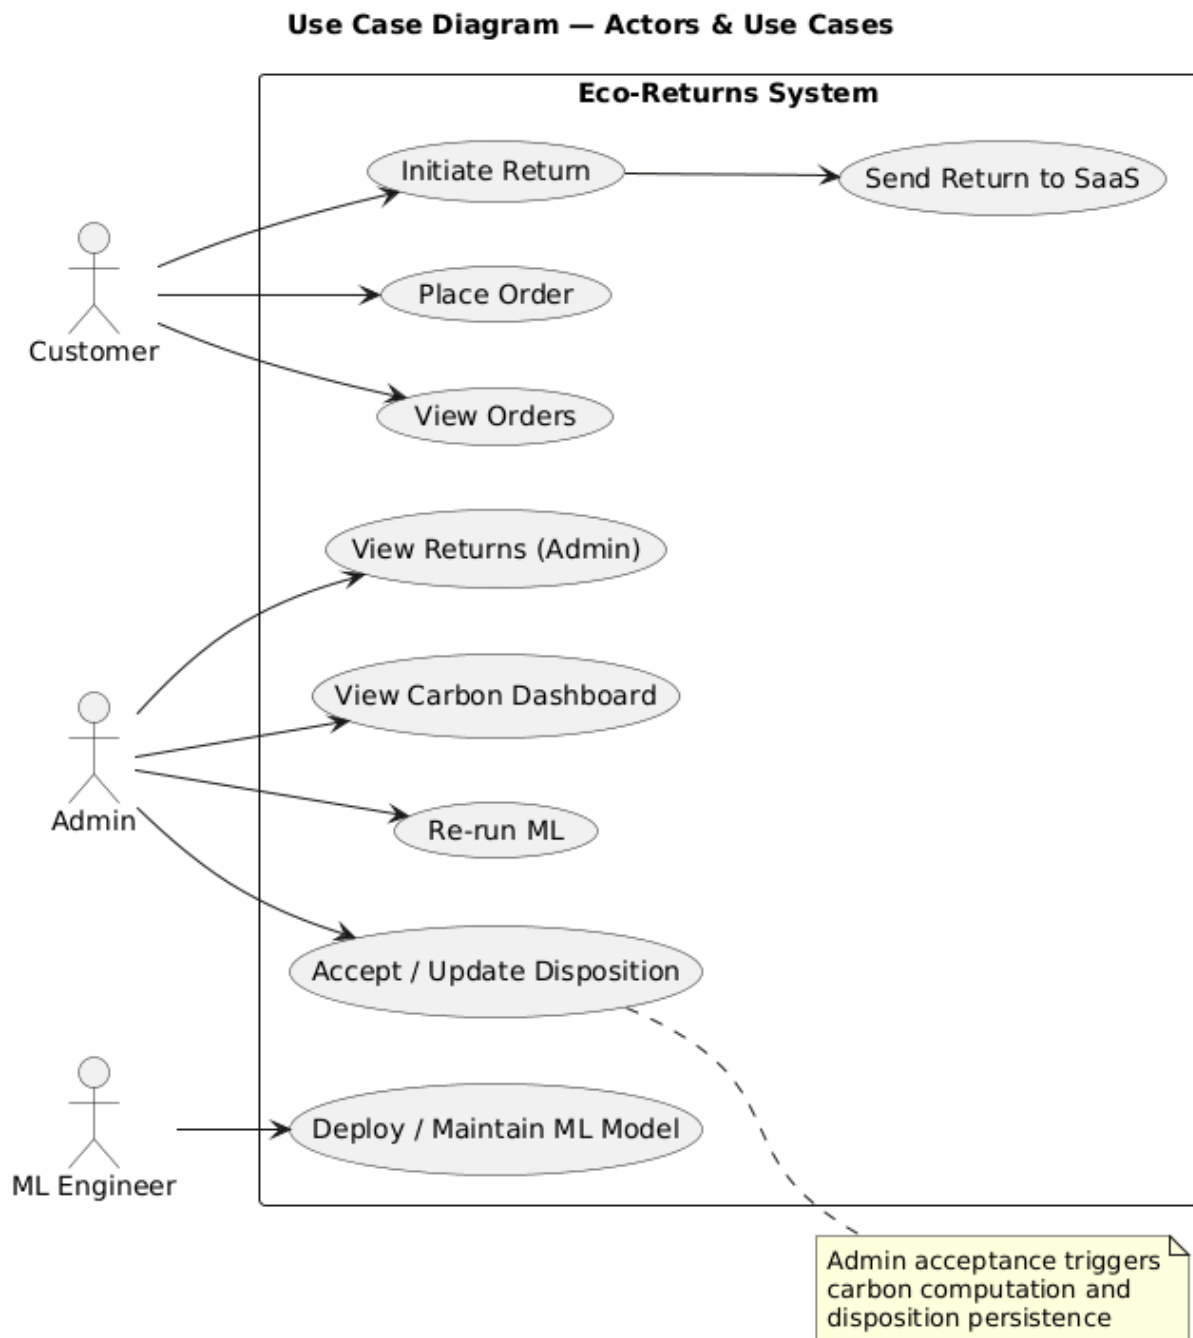 Use Case Diagram — Actors & Use Cases
Eco-Returns System
Initiate Return
Send Return to SaaS
Place Order
Customer
View Orders
View Returns (Admin)
View Carbon Dashboard
Admin
Re-run ML
Accept / Update Disposition
Deploy / Maintain ML Model
ML Engineer
Admin acceptance triggers
carbon computation and
disposition persistence